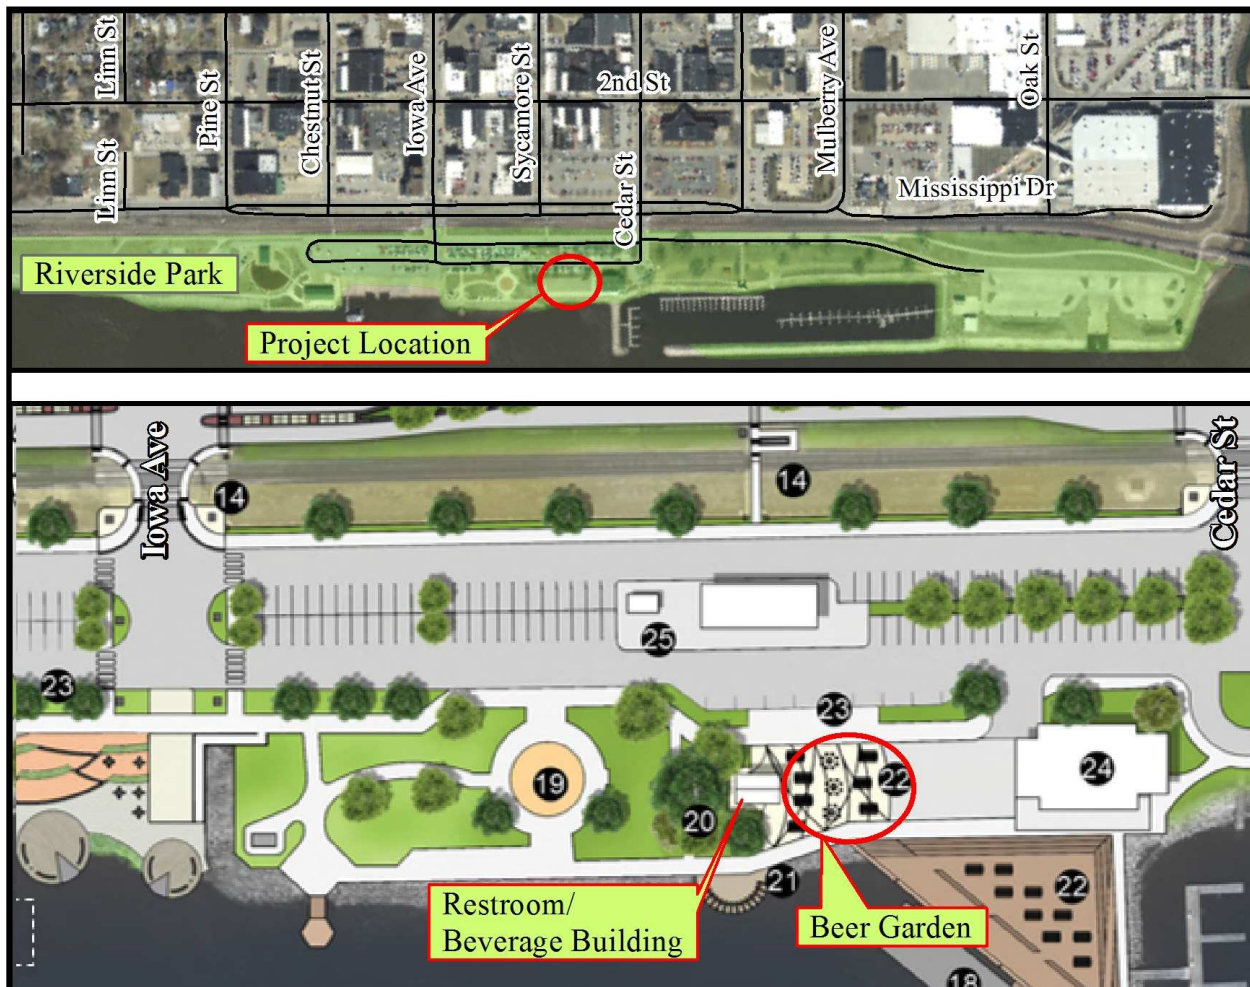 Linn St
Linn St
Pine St
Chestnut St
Iowa Ave
Sycamore St
2nd St
Cedar St
Mulberry Ave
Oak St
Mississippi Dr
Riverside Park
Project Location
Iowa Ave
Cedar St
14
14
25
23
23
19
20
22
24
21
22
18
Restroom/
Beverage Building
Beer Garden